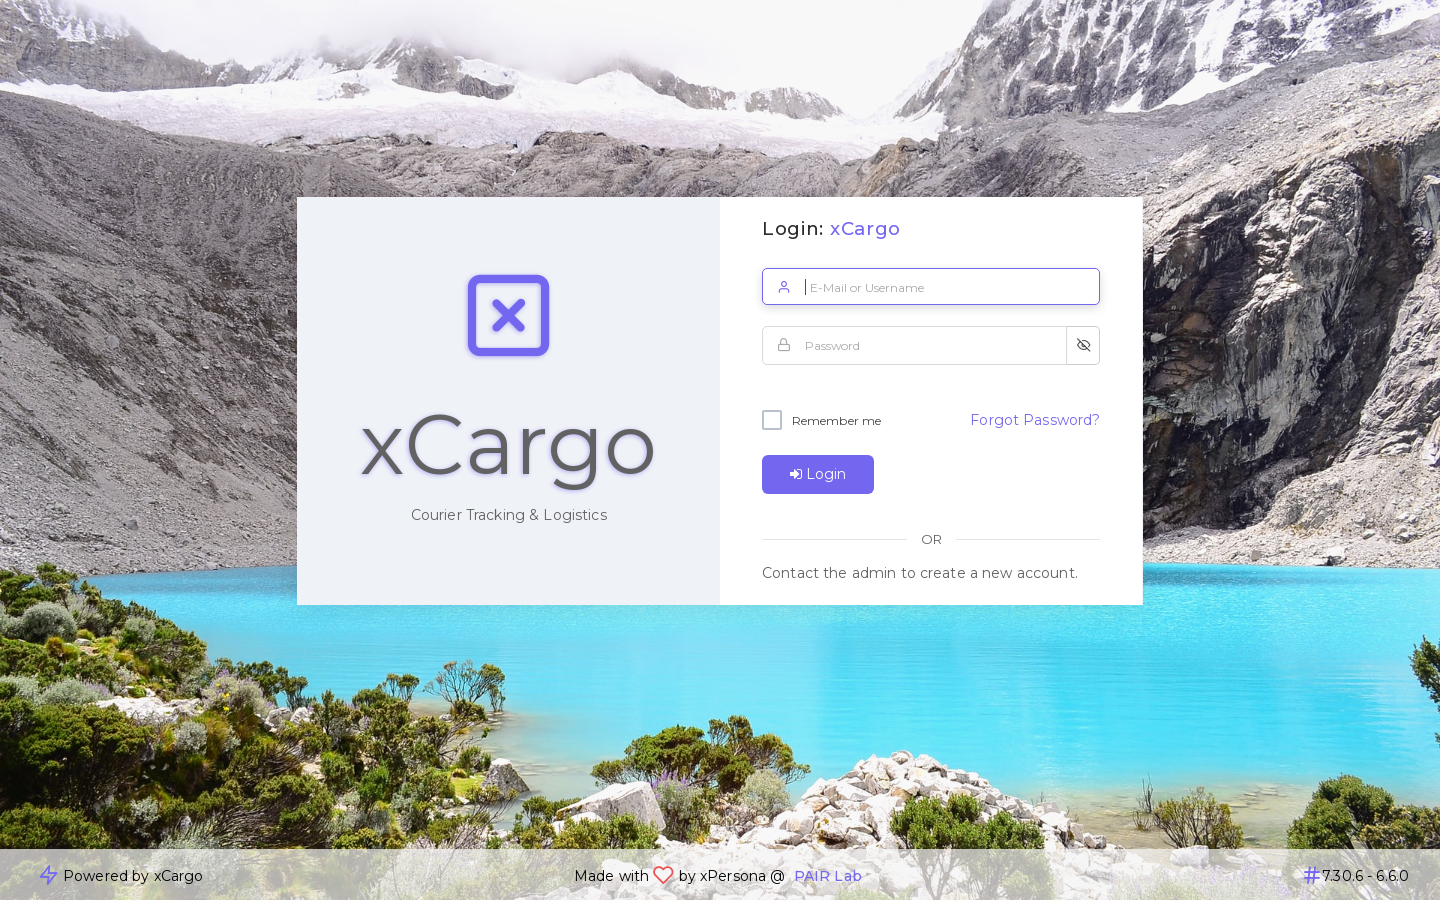 Login: xCargo
E-Mail or Username
Password
Remember me
Forgot Password?
Login
OR
Contact the admin to create a new account.
xCargo
Courier Tracking & Logistics
Powered by xCargo
Made with by xPersona @ PAIR Lab
7.30.6 - 6.6.0